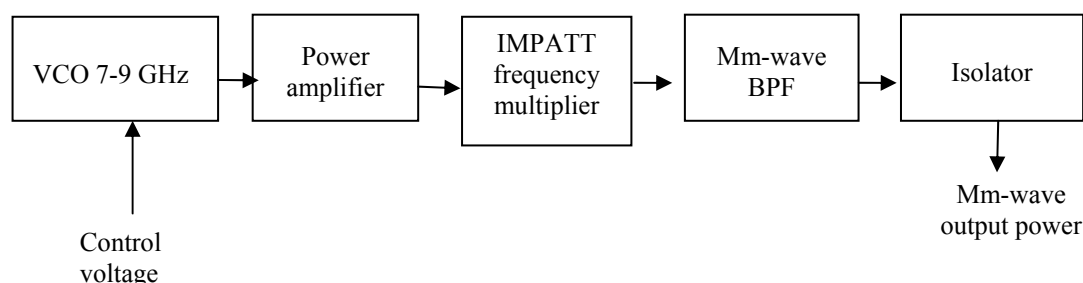 VCO 7-9 GHz
Power
amplifier
IMPATT
frequency
multiplier
Mm-wave
BPF
Isolator
Mm-wave
output power
Control
voltage